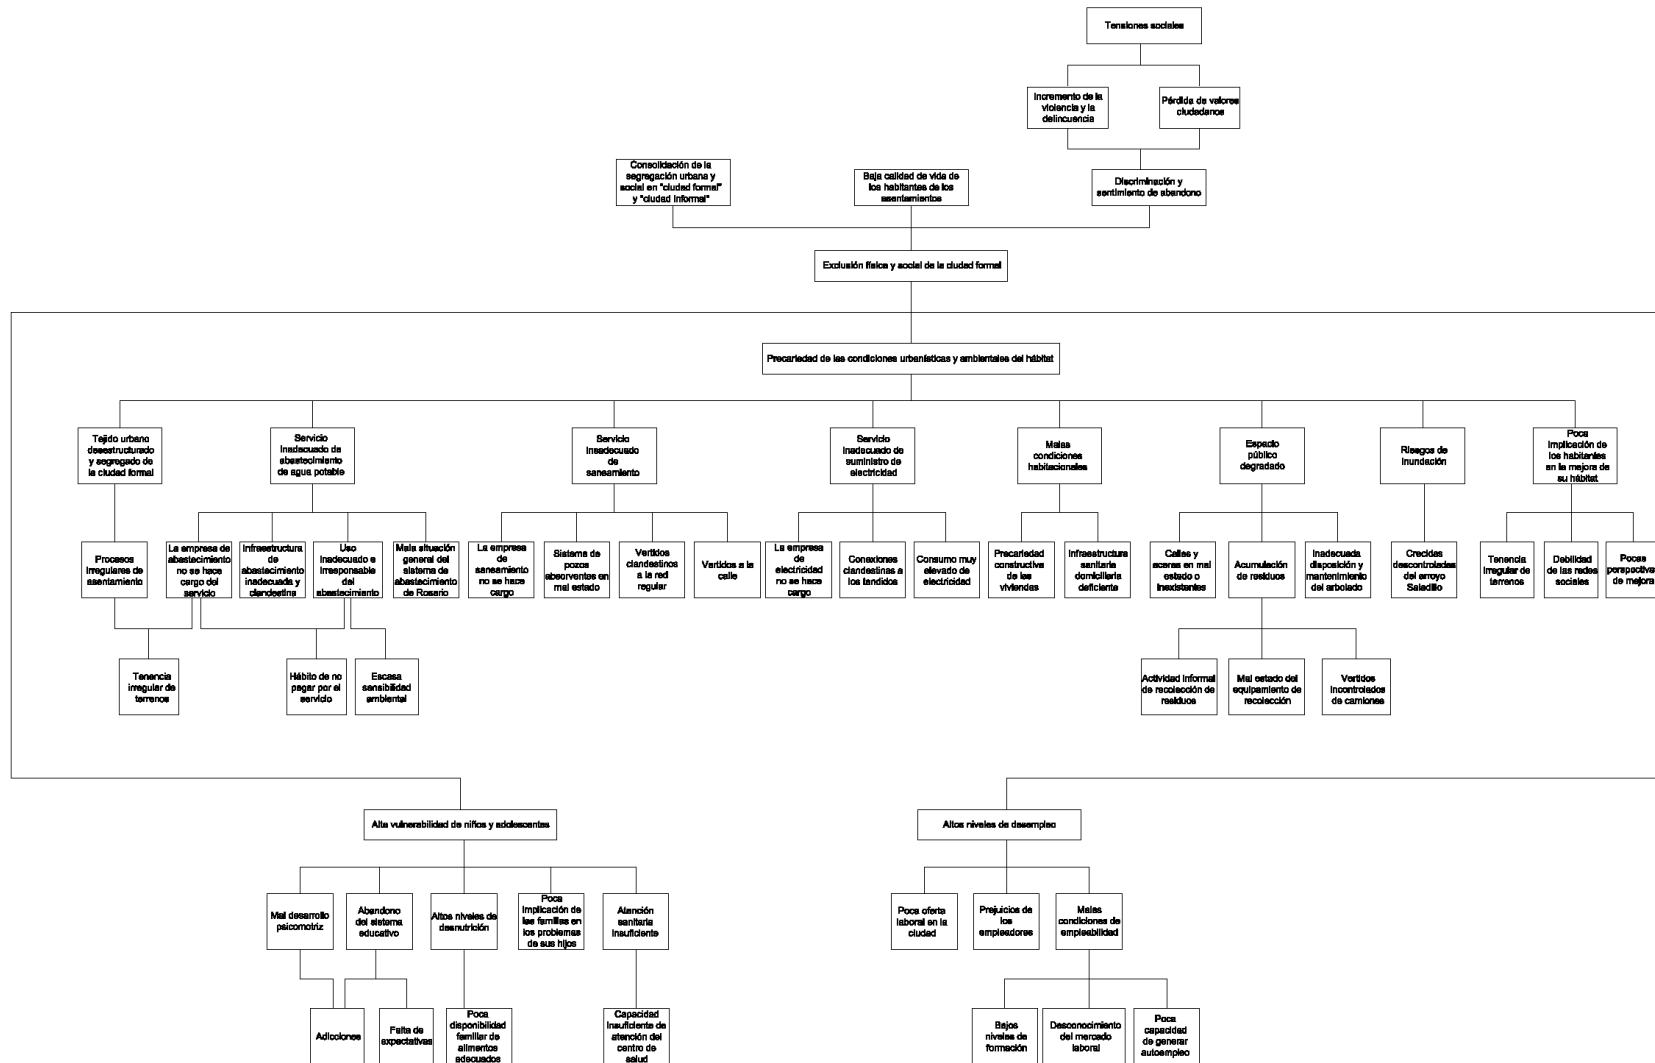 Tensiones sociales
Incremento de la
violencia y la
delincuencia
Pérdida de valores
ciudadanos
Consolidación de la
segregación urbana y
social en "ciudad formal"
y "ciudad informal"
Baja calidad de vida de
los habitantes de los
asentamientos
Discriminación y
sentimiento de abandono
Exclusión física y social de la ciudad formal
Precariedad de las condiciones urbanísticas y ambientales del hábitat
Tejido urbano
desestructurado
y segregado de
la ciudad formal
Servicio
inadecuado de
abastecimiento
de agua potable
Servicio
inseadecuado
de
saneamiento
Servicio
inadecuado de
suministro de
electricidad
Malas
condiciones
habitacionales
Espacio
público
degradado
Riesgos de
inundación
Poca
implicación de
los habitantes
en la mejora de
su hábitat
Procesos
irregulares de
asentamiento
La empresa de
abastecimiento
no se hace
cargo del
servicio
Infraestructura
de
abastecimiento
inadecuada y
clandestina
Uso
inadecuado e
irresponsable
del
abastecimiento
Mala situación
general del
sistema de
abastecimiento
de Rosario
La empresa
de
saneamiento
no se hace
cargo
Sistema de
pozos
absorventes en
mal estado
Vertidos
clandestinos
a la red
regular
Vertidos a la
calle
La empresa
de
electricidad
no se hace
cargo
Conexiones
clandestinas a
los tendidos
Consumo muy
elevado de
electricidad
Precariedad
constructiva
de las
viviendas
Infraestructura
sanitaria
domiciliaria
deficiente
Calles y
aceras en mal
estado o
inexistentes
Acumulación
de residuos
Inadecuada
disposición y
mantenimiento
del arbolado
Crecidas
descontroladas
del arroyo
Saladillo
Tenencia
irregular de
terrenos
Debilidad
de las redes
sociales
Pocas
perspectivas
de mejora
Tenencia
irregular de
terrenos
Hábito de no
pagar por el
servicio
Escasa
sensibilidad
ambiental
Actividad informal
de recolección de
residuos
Mal estado del
equipamiento de
recolección
Vertidos
incontrolados
de camiones
Alta vulnerabilidad de niños y adolescentes
Altos niveles de desempleo
Mal desarrollo
psicomotriz
Abandono
del sistema
educativo
Altos niveles de
desnutrición
Poca
implicación de
las familias en
los problemas
de sus hijos
Atención
sanitaria
insuficiente
Poca oferta
laboral en la
ciudad
Prejuicios de
los
empleadores
Malas
condiciones de
empleabilidad
Adicciones
Falta de
expectativas
Poca
disponibilidad
familiar de
alimentos
adecuados
Capacidad
insuficiente de
atención del
centro de
salud
Bajos
niveles de
formación
Desconocimiento
del mercado
laboral
Poca
capacidad
de generar
autoempleo